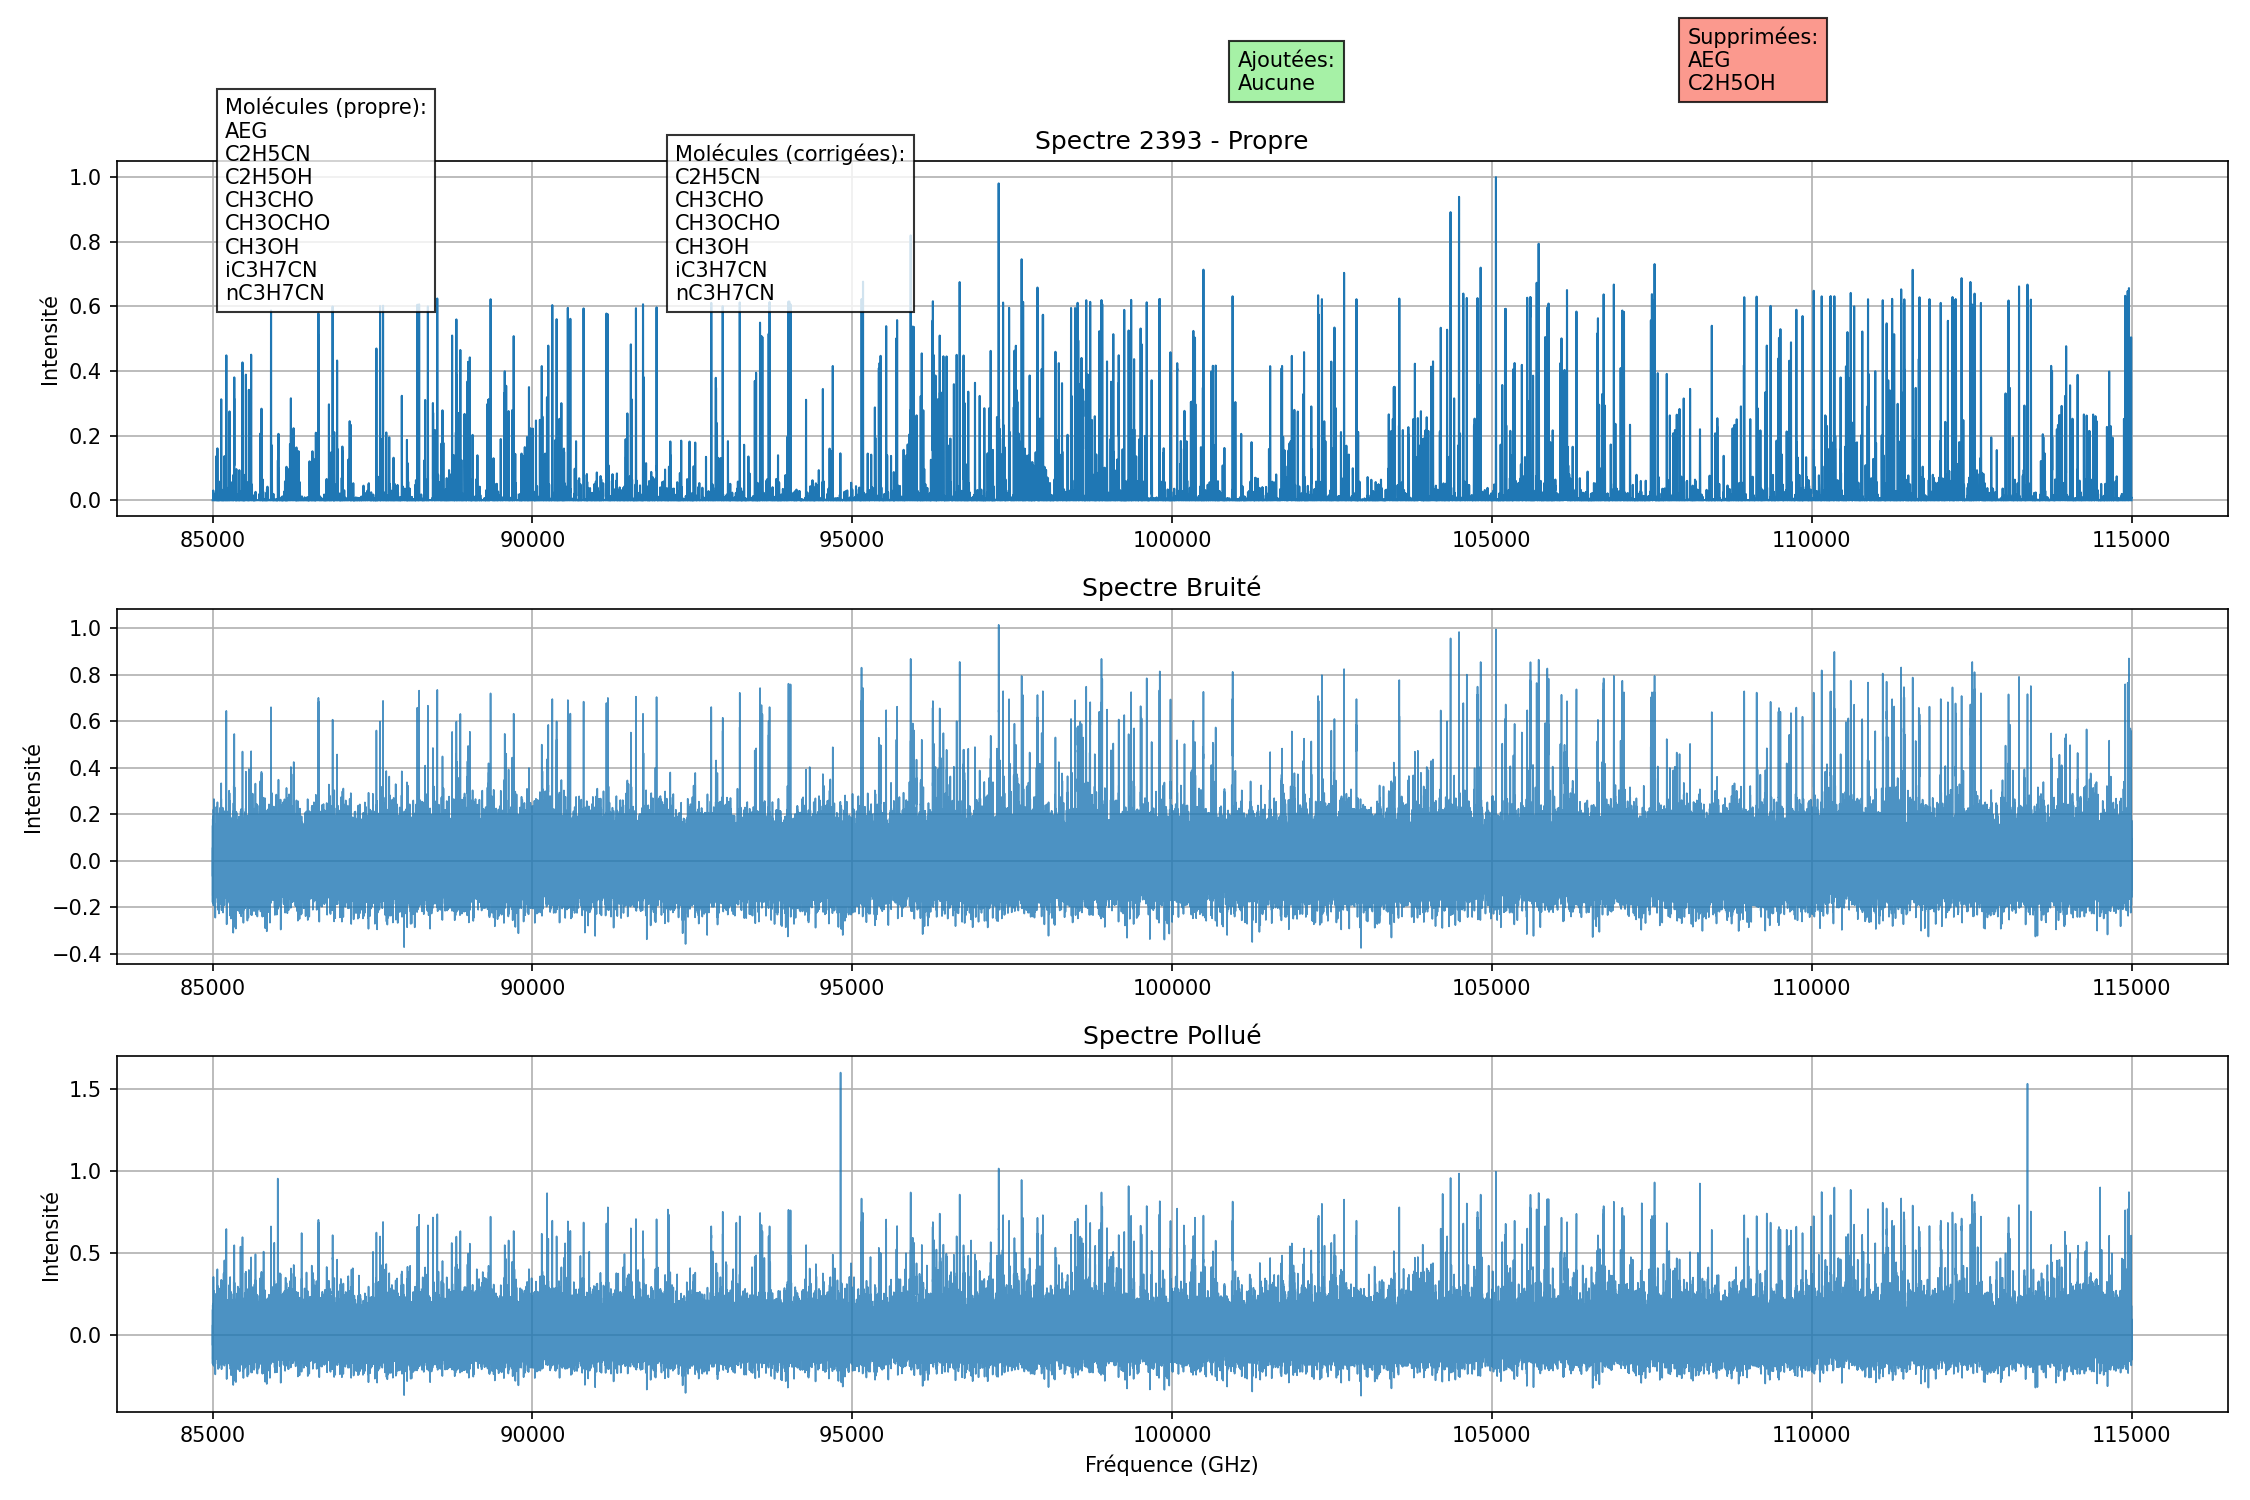 Supprimées:
AEG
C2H5OH
Ajoutées:
Aucune
Molécules (propre):
AEG
C2H5CN
C2H5OH
CH3CHO
CH3OCHO
CH3OH
iC3H7CN
nC3H7CN
Molécules (corrigées):
C2H5CN
CH3CHO
CH3OCHO
CH3OH
iC3H7CN
nC3H7CN
Spectre 2393 - Propre
Intensité
1.0
0.8
0.6
0.4
0.2
0.0
85000 90000 95000 100000 105000 110000 115000
Spectre Bruité
Intensité
1.0
0.8
0.6
0.4
0.2
0.0
−0.2
−0.4
85000 90000 95000 100000 105000 110000 115000
Spectre Pollué
Intensité
1.5
1.0
0.5
0.0
85000 90000 95000 100000 105000 110000 115000
Fréquence (GHz)